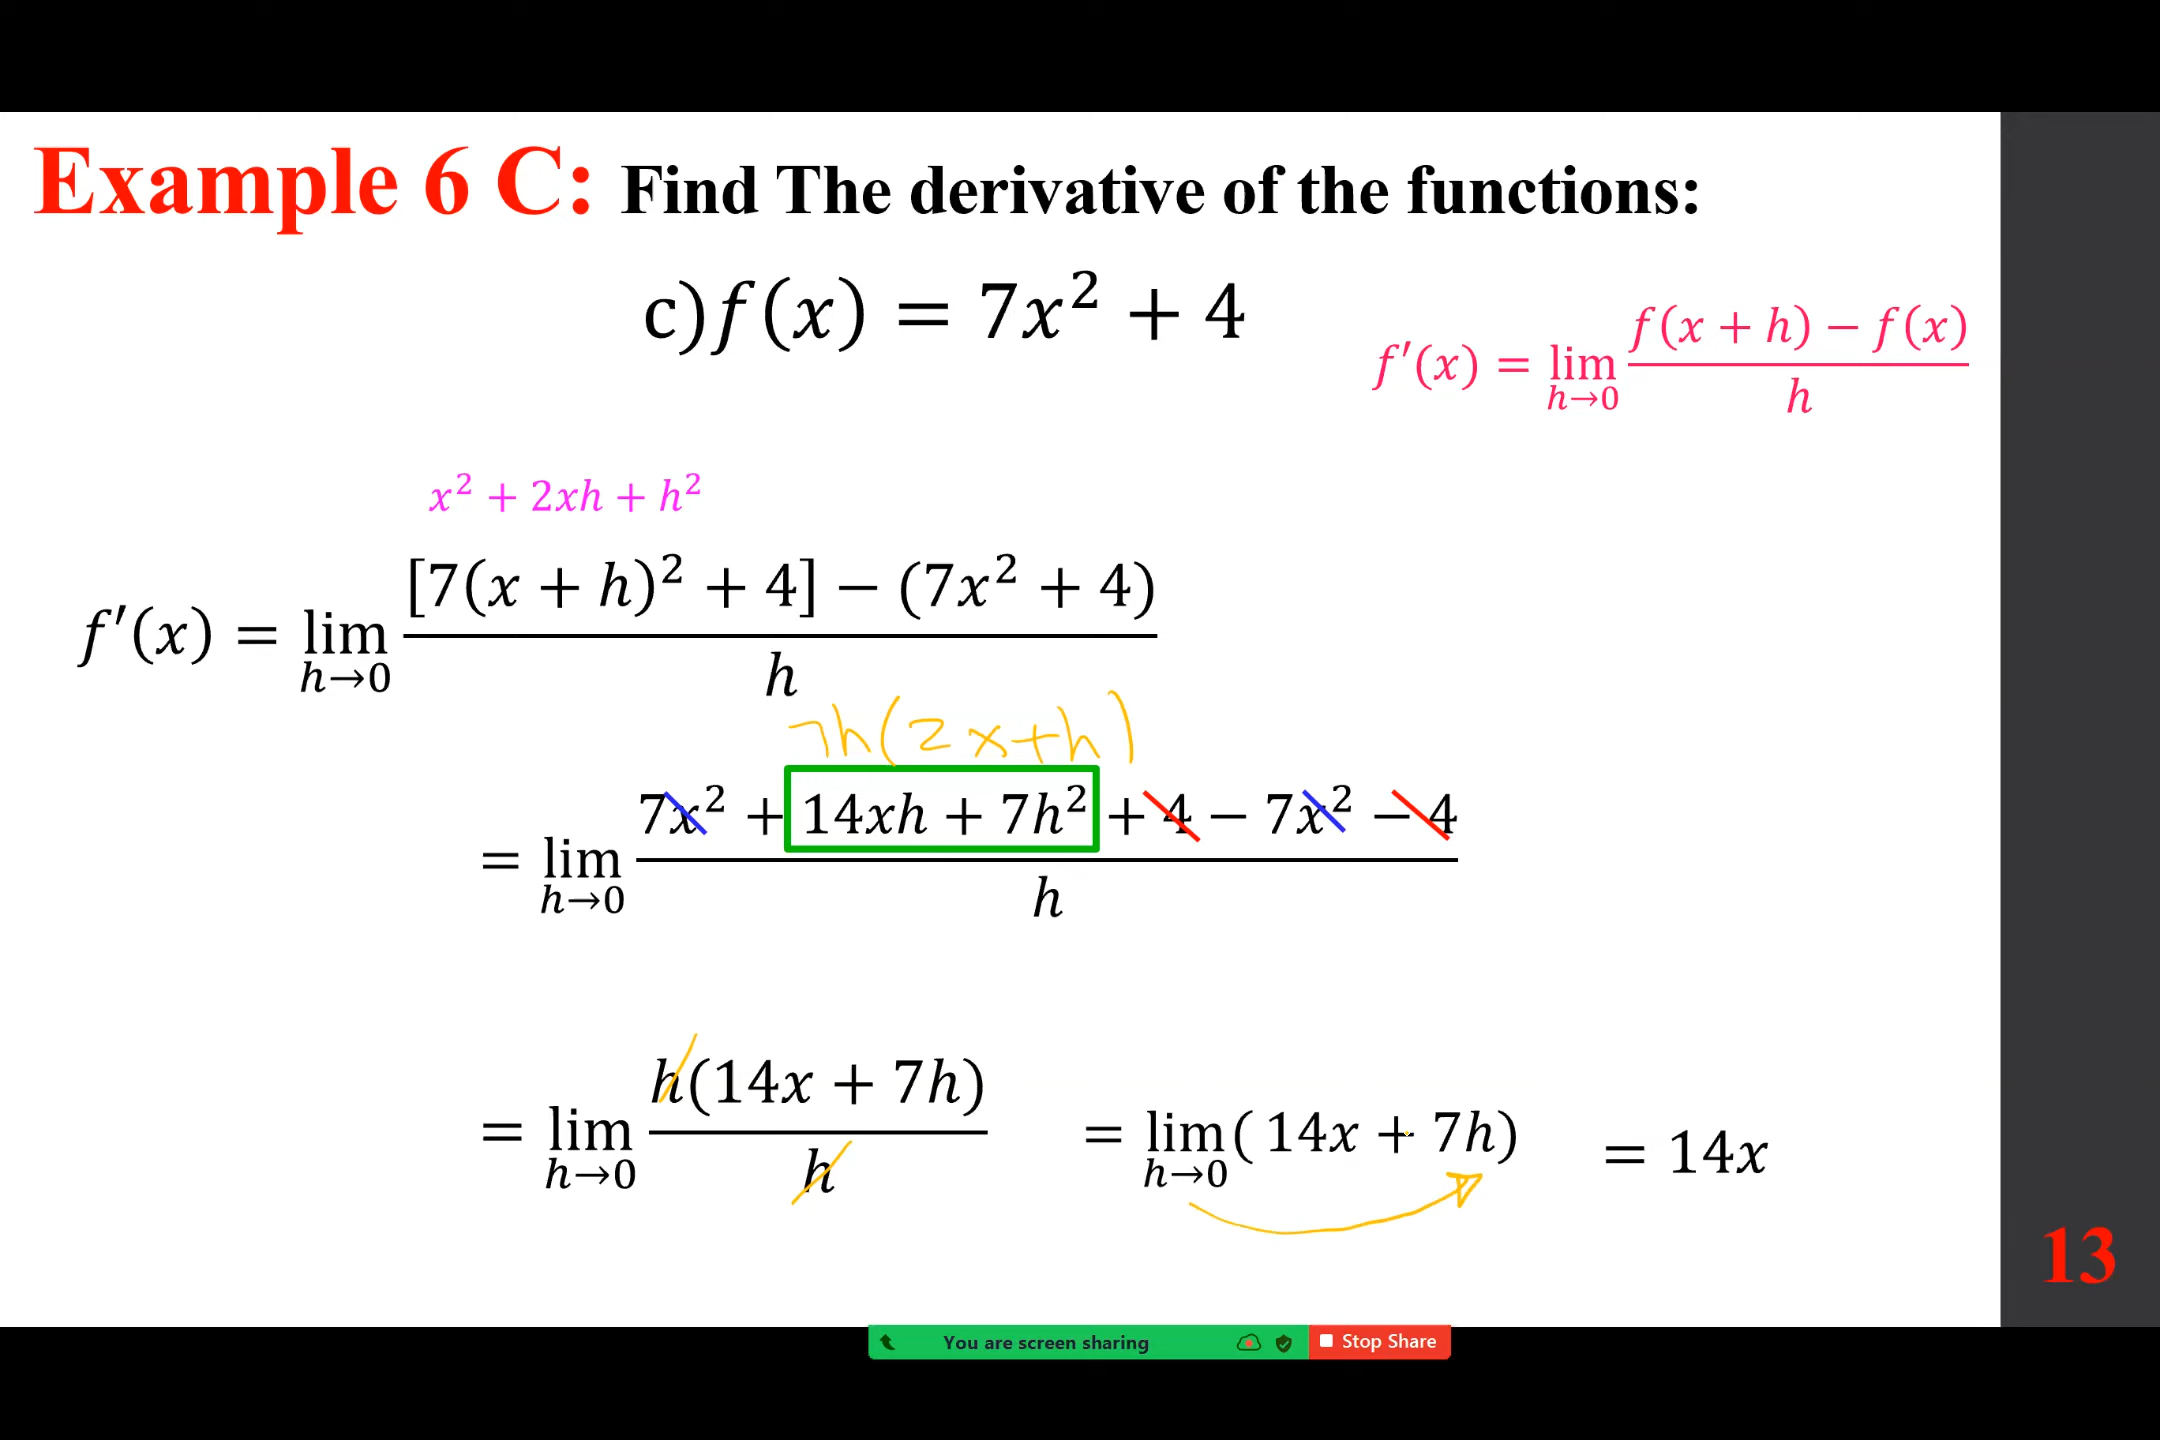 Example 6 C: Find The derivative of the functions:
c)f(x) = 7x² + 4
f′(x) = lim h→0 f(x + h) − f(x) / h
x² + 2xh + h²
f′(x) = lim h→0 [7(x + h)² + 4] − (7x² + 4) / h
7h(2x+h)
= lim h→0 7x² + 14xh + 7h² + 4 − 7x² − 4 / h
= lim h→0 h(14x + 7h) / h = lim h→0 ( 14x + 7h) = 14x
13
You are screen sharing Stop Share